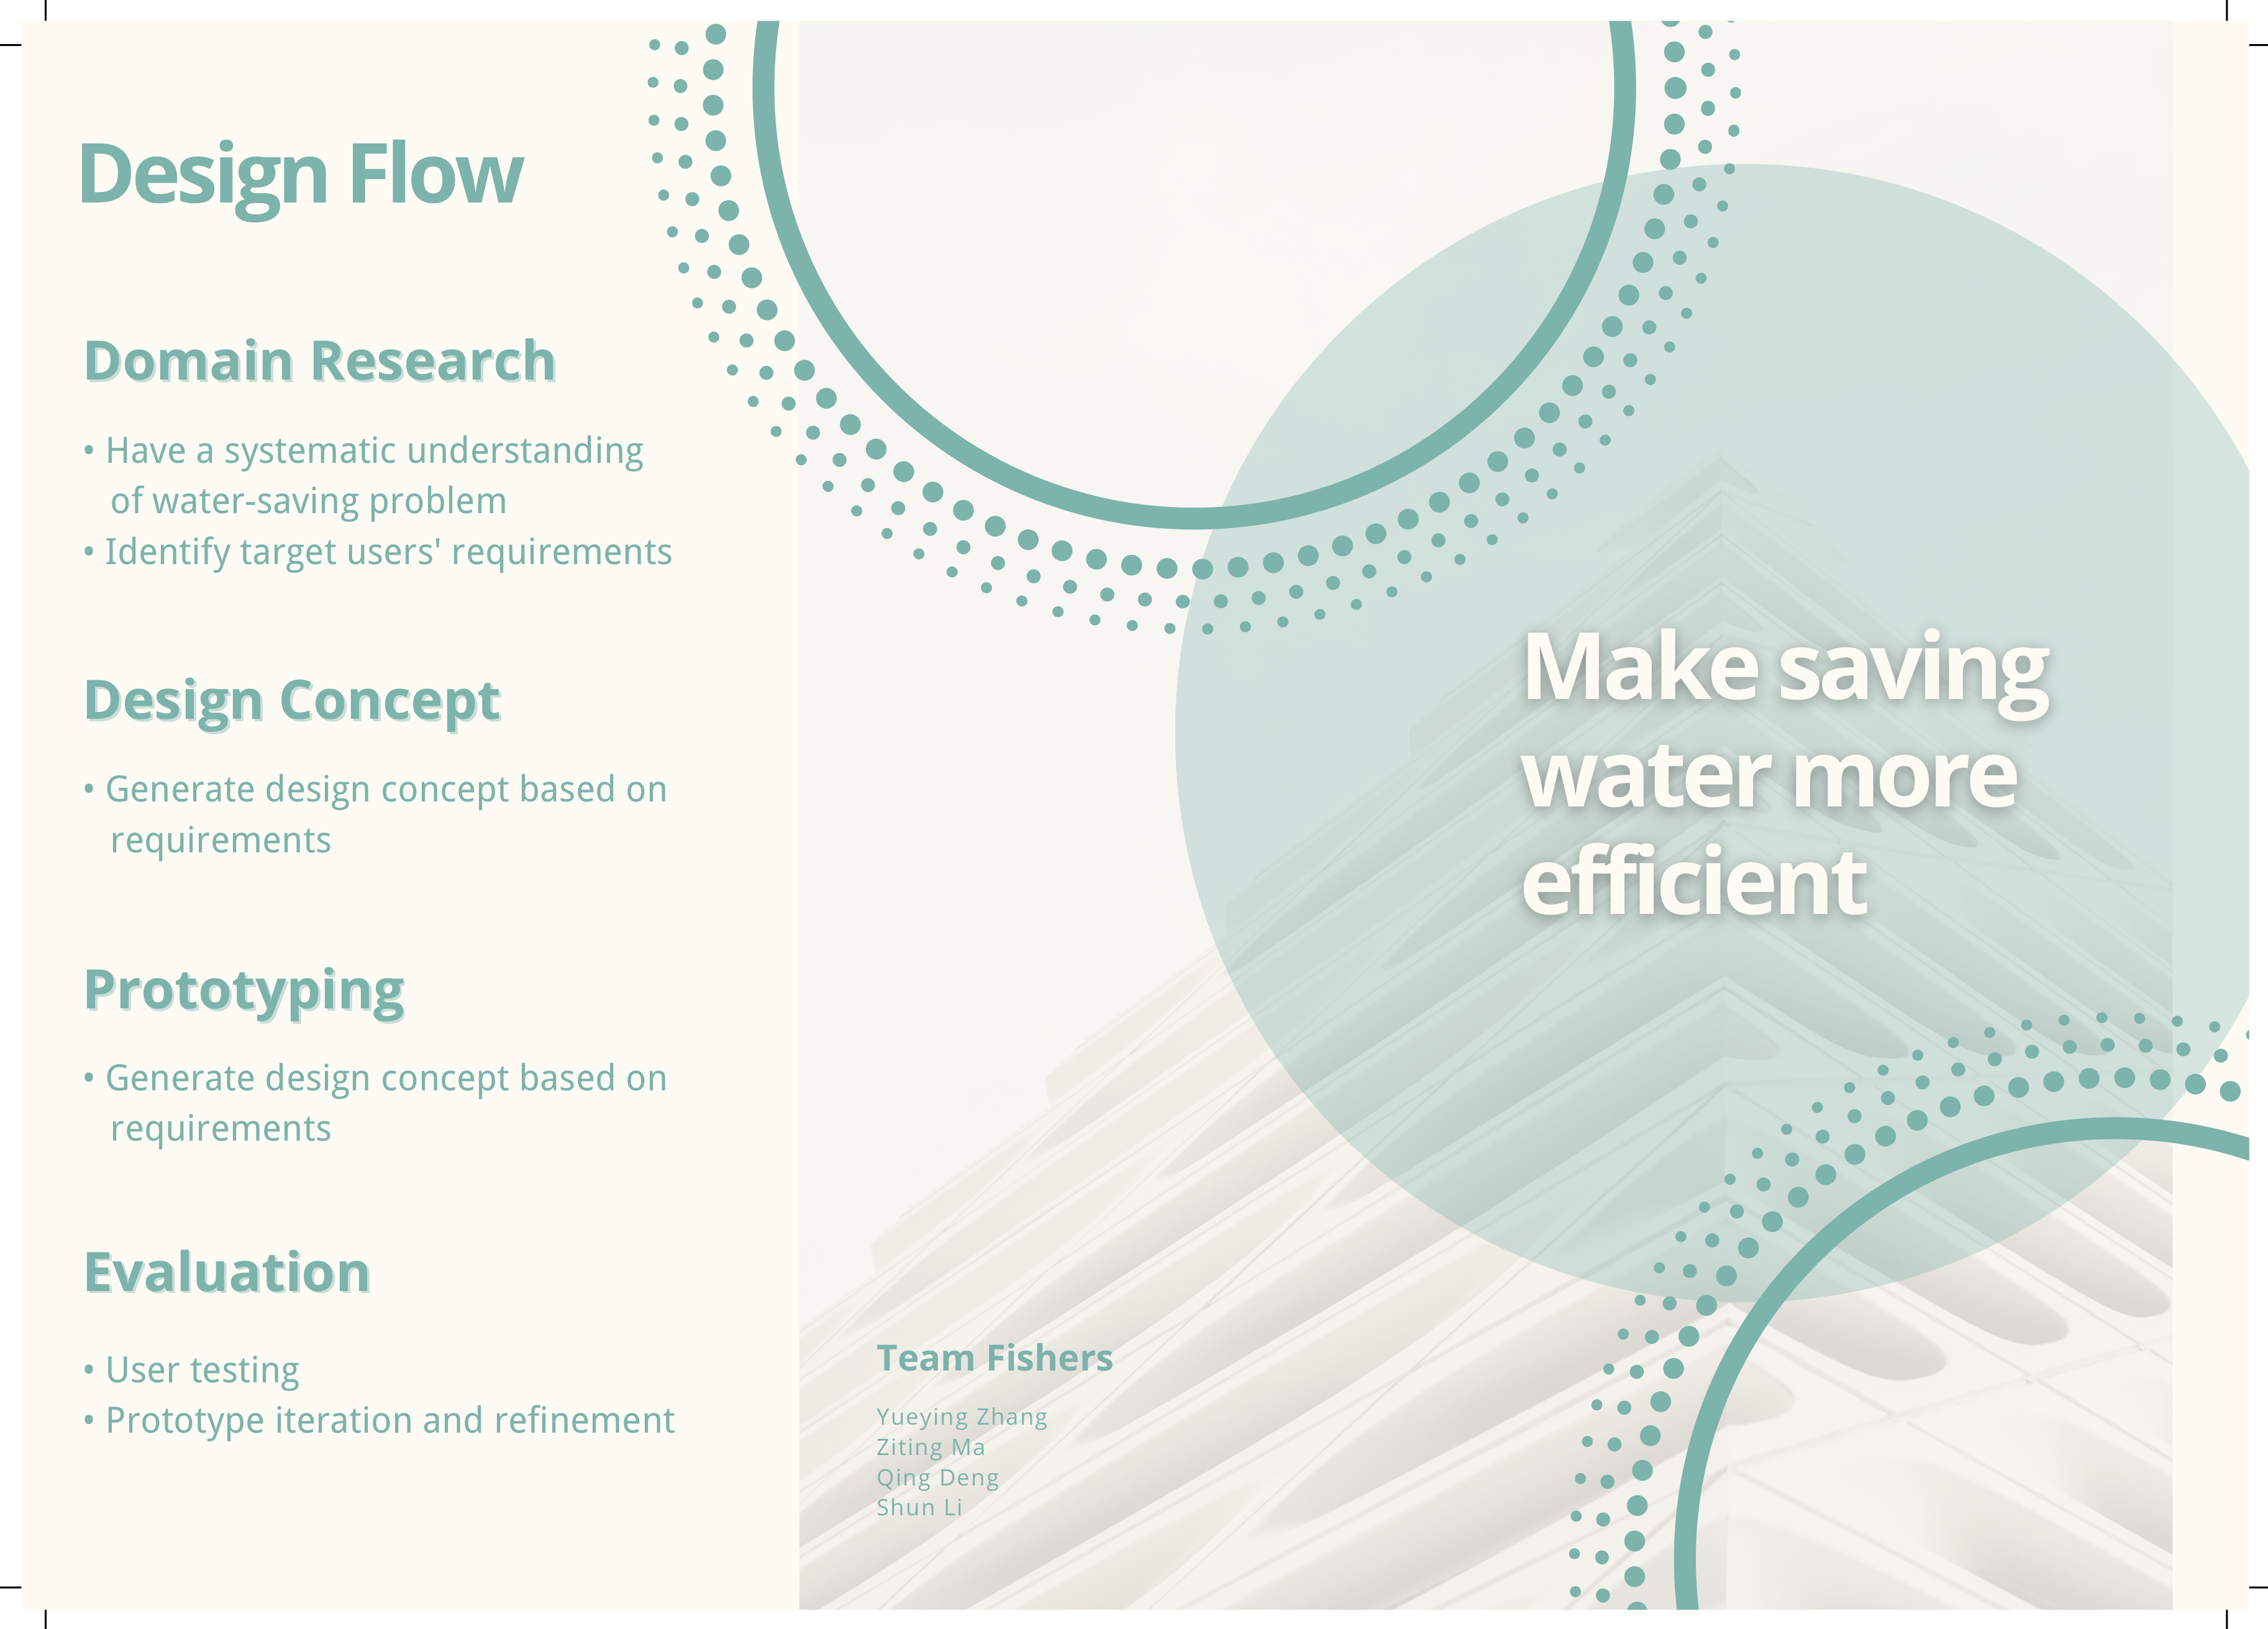 Design Flow
Domain Research
• Have a systematic understanding
of water-saving problem
• Identify target users' requirements
Design Concept
• Generate design concept based on
requirements
Prototyping
• Generate design concept based on
requirements
Evaluation
• User testing
• Prototype iteration and refinement
Make saving
water more
efficient
Team Fishers
Yueying Zhang
Ziting Ma
Qing Deng
Shun Li